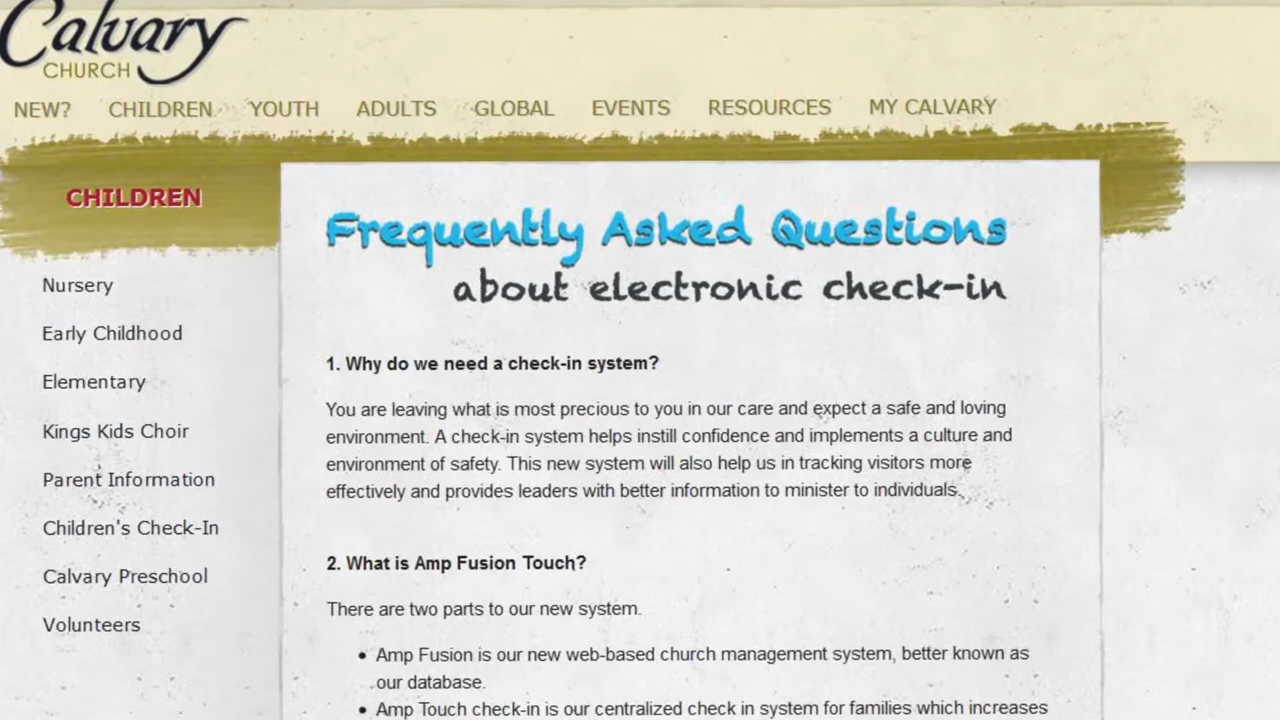 Calvary
CHURCH
NEW? CHILDREN YOUTH ADULTS GLOBAL EVENTS RESOURCES MY CALVARY
CHILDREN
Nursery
Early Childhood
Elementary
Kings Kids Choir
Parent Information
Children's Check-In
Calvary Preschool
Volunteers
Frequently Asked Questions
about electronic check-in
1. Why do we need a check-in system?
You are leaving what is most precious to you in our care and expect a safe and loving
environment. A check-in system helps instill confidence and implements a culture and
environment of safety. This new system will also help us in tracking visitors more
effectively and provides leaders with better information to minister to individuals.
2. What is Amp Fusion Touch?
There are two parts to our new system.
• Amp Fusion is our new web-based church management system, better known as
our database.
• Amp Touch check-in is our centralized check in system for families which increases